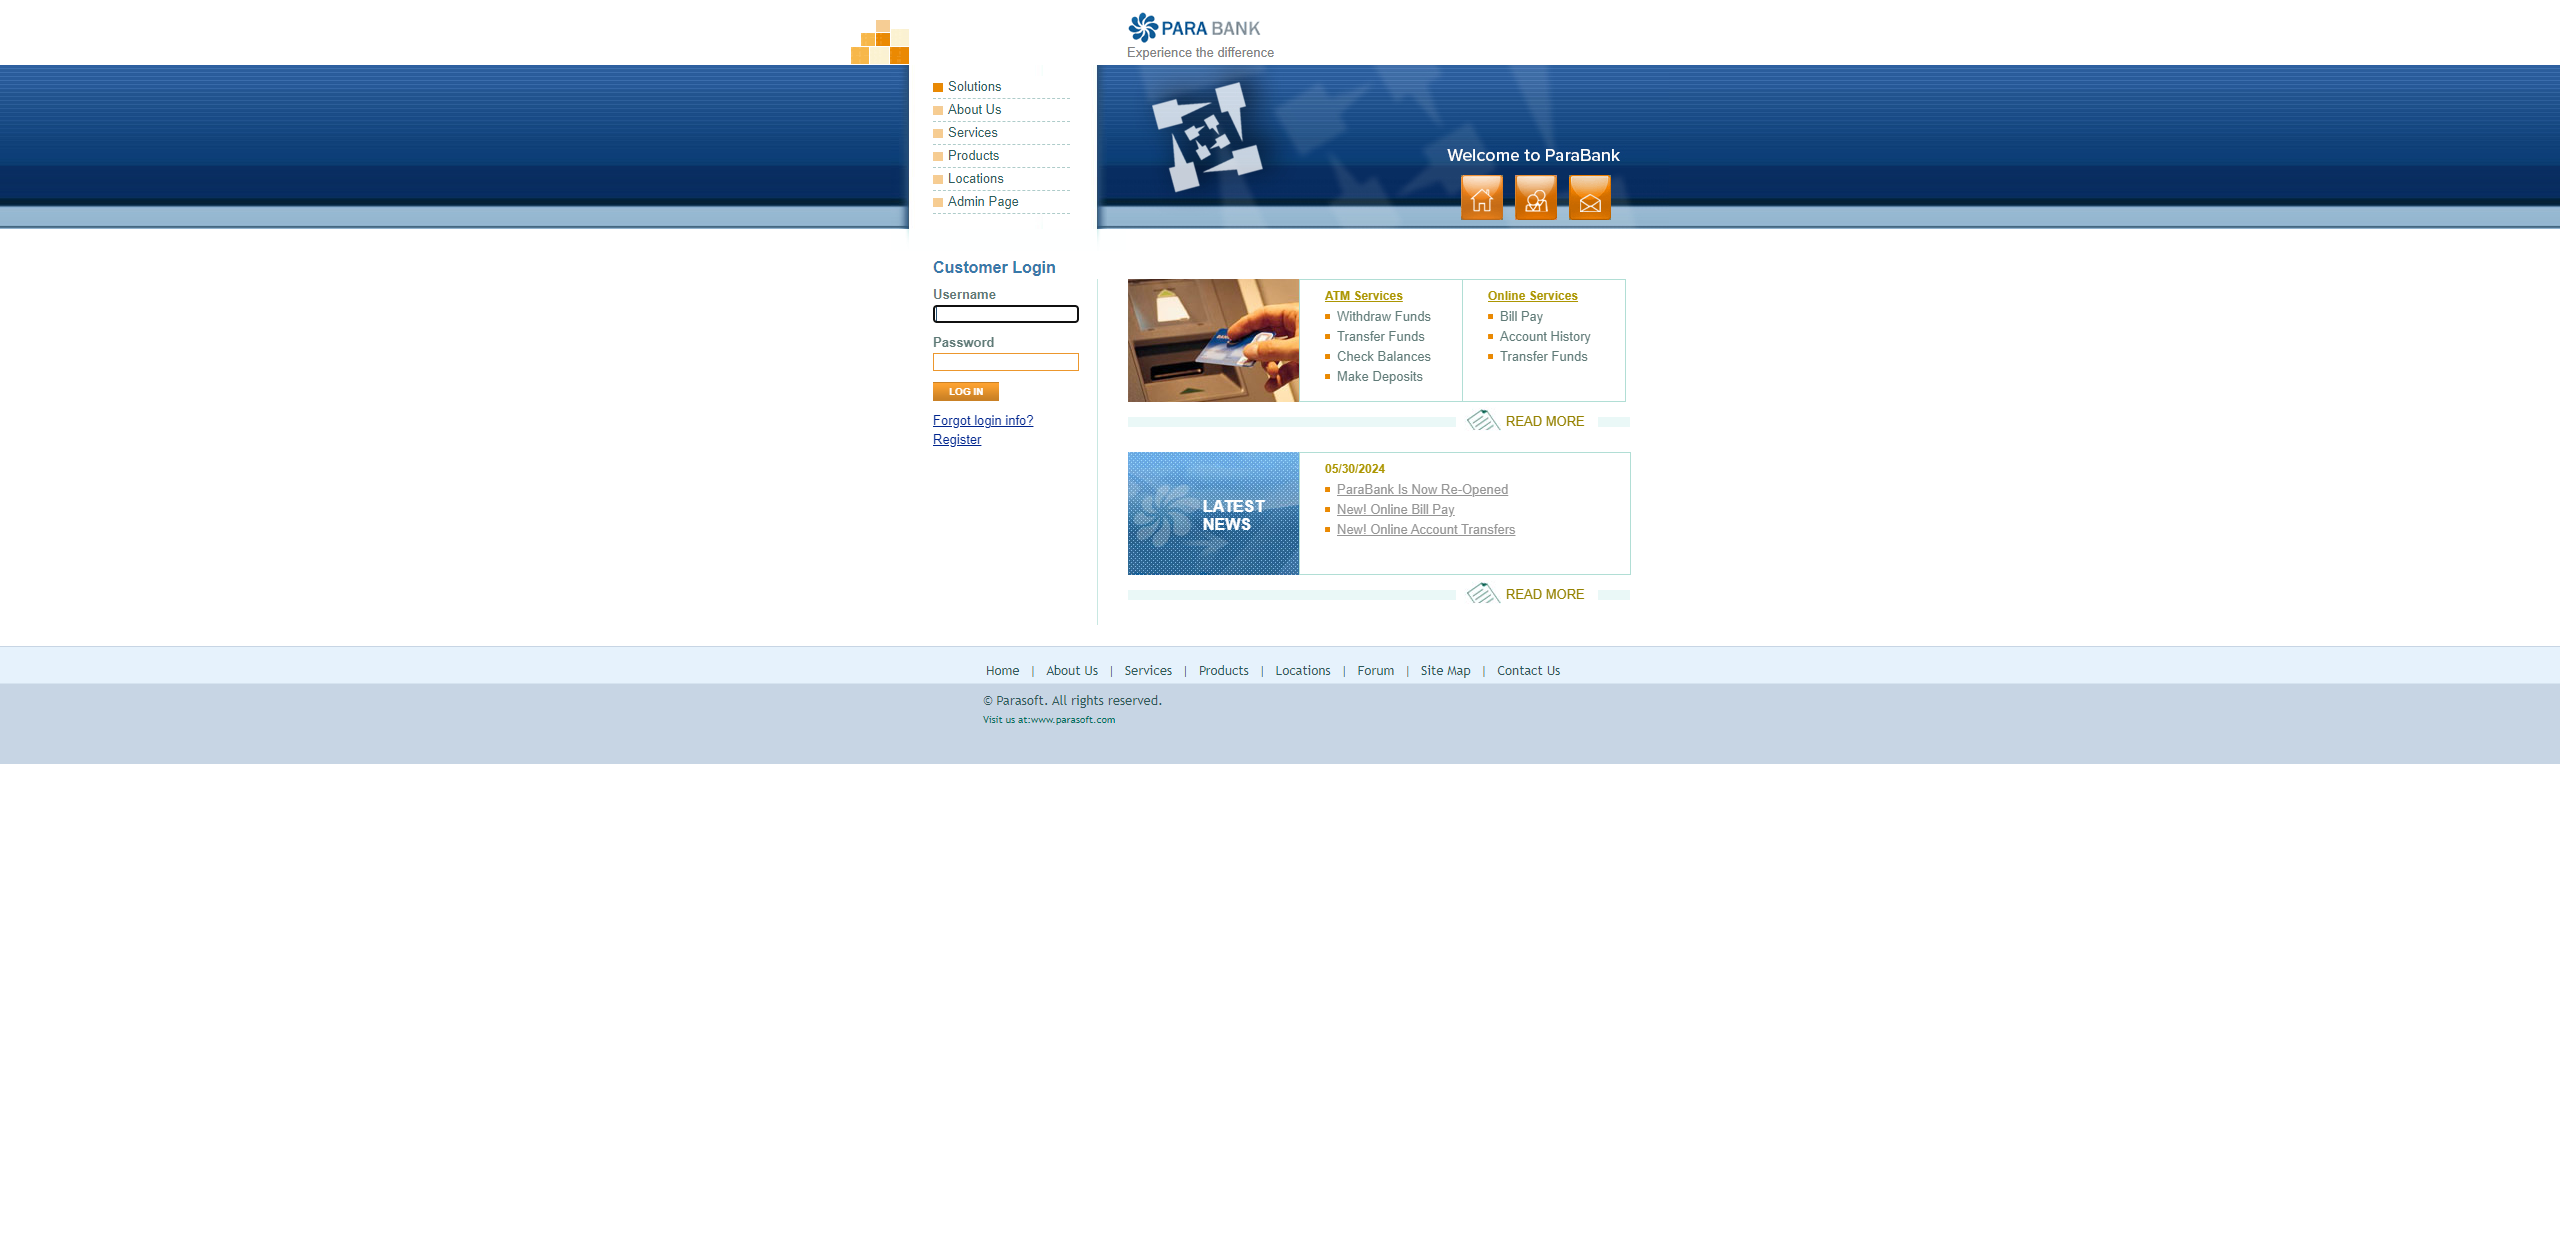 PARA BANK
Experience the difference
Solutions
About Us
Services
Products
Locations
Admin Page
Welcome to ParaBank
Customer Login
Username
Password
LOG IN
Forgot login info?
Register
ATM Services
Withdraw Funds
Transfer Funds
Check Balances
Make Deposits
Online Services
Bill Pay
Account History
Transfer Funds
READ MORE
LATEST
NEWS
05/30/2024
ParaBank Is Now Re-Opened
New! Online Bill Pay
New! Online Account Transfers
READ MORE
Home | About Us | Services | Products | Locations | Forum | Site Map | Contact Us
© Parasoft. All rights reserved.
Visit us at:www.parasoft.com